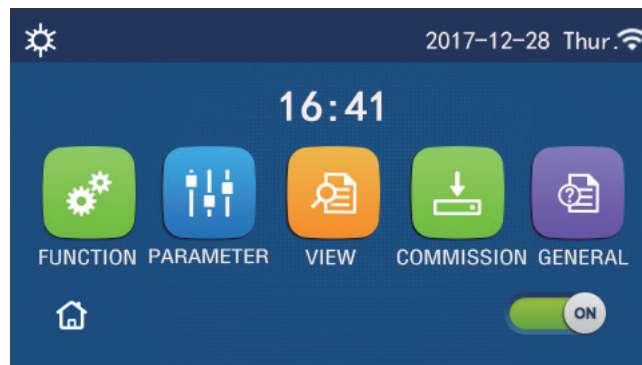 2017-12-28 Thur.
16:41
FUNCTION PARAMETER VIEW COMMISSION GENERAL
ON